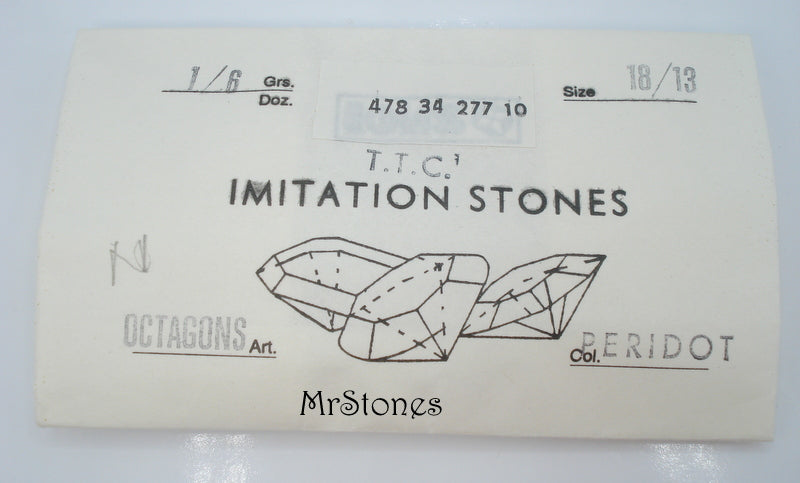 1/6 Grs.
Doz.
478 34 277 10
Size 18/13
T.T.C.
IMITATION STONES
OCTAGONS Art.
Col. PERIDOT
MrStones